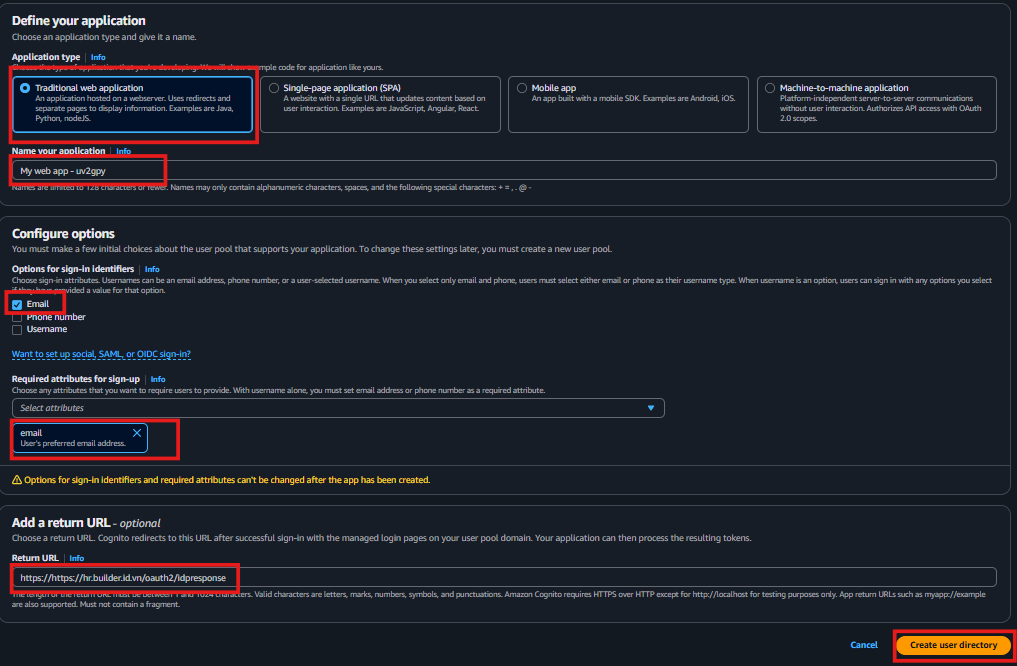 Define your application
Choose an application type and give it a name.
Application type | Info
Choose the type of application that you're developing. We will show example code for application like yours.
Traditional web application
An application hosted on a webserver. Uses redirects and
separate pages to display information. Examples are Java,
Python, nodeJS.
Single-page application (SPA)
A website with a single URL that updates content based on
user interaction. Examples are JavaScript, Angular, React.
Mobile app
An app built with a mobile SDK. Examples are Android, iOS.
Machine-to-machine application
Platform-independent server-to-server communications
without user interaction. Authorizes API access with OAuth
2.0 scopes.
Name your application | Info
My web app - uv2gpy
Names are limited to 128 characters or fewer. Names may only contain alphanumeric characters, spaces, and the following special characters: + = , . @ -
Configure options
You must make a few initial choices about the user pool that supports your application. To change these settings later, you must create a new user pool.
Options for sign-in identifiers | Info
Choose sign-in attributes. Usernames can be an email address, phone number, or a user-selected username. When you select only email and phone, users must select either email or phone as their username type. When username is an option, users can sign in with any options you select
if they have provided a value for that option.
Email
Phone number
Username
Want to set up social, SAML, or OIDC sign-in?
Required attributes for sign-up | Info
Choose any attributes that you want to require users to provide. With username alone, you must set email address or phone number as a required attribute.
Select attributes
email
User's preferred email address.
Options for sign-in identifiers and required attributes can't be changed after the app has been created.
Add a return URL - optional
Choose a return URL. Cognito redirects to this URL after successful sign-in with the managed login pages on your user pool domain. Your application can then process the resulting tokens.
Return URL | Info
https://https://hr.builder.id.vn/oauth2/idpresponse
The length of the return URL must be between 1 and 1024 characters. Valid characters are letters, marks, numbers, symbols, and punctuations. Amazon Cognito requires HTTPS over HTTP except for http://localhost for testing purposes only. App return URLs such as myapp://example
are also supported. Must not contain a fragment.
Cancel
Create user directory